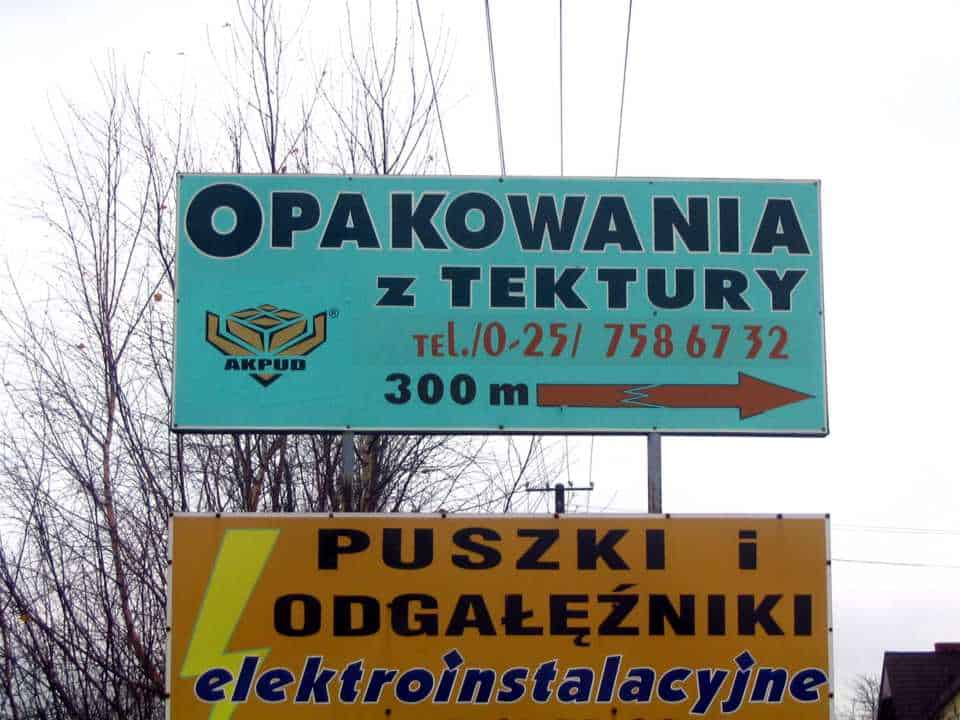 OPAKOWANIA
z TEKTURY
TEl./0-25/ 758 67 32
AKPUD ®
300 m
PUSZKI i
ODGAŁĘŹNIKI
elektroinstalacyjne